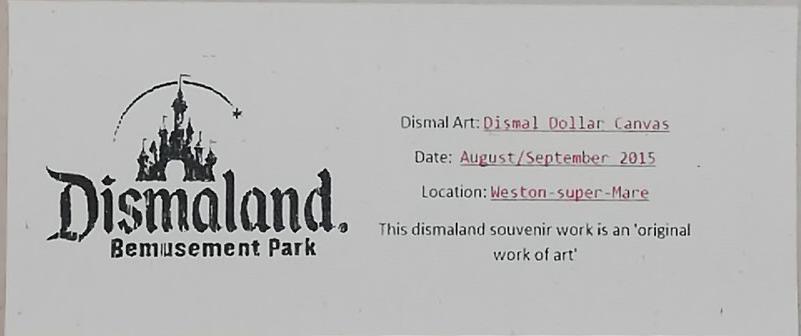 Dismaland.
Bemusement Park
Dismal Art: Dismal Dollar Canvas
Date: August/September 2015
Location: Weston-super-Mare
This dismaland souvenir work is an 'original
work of art'